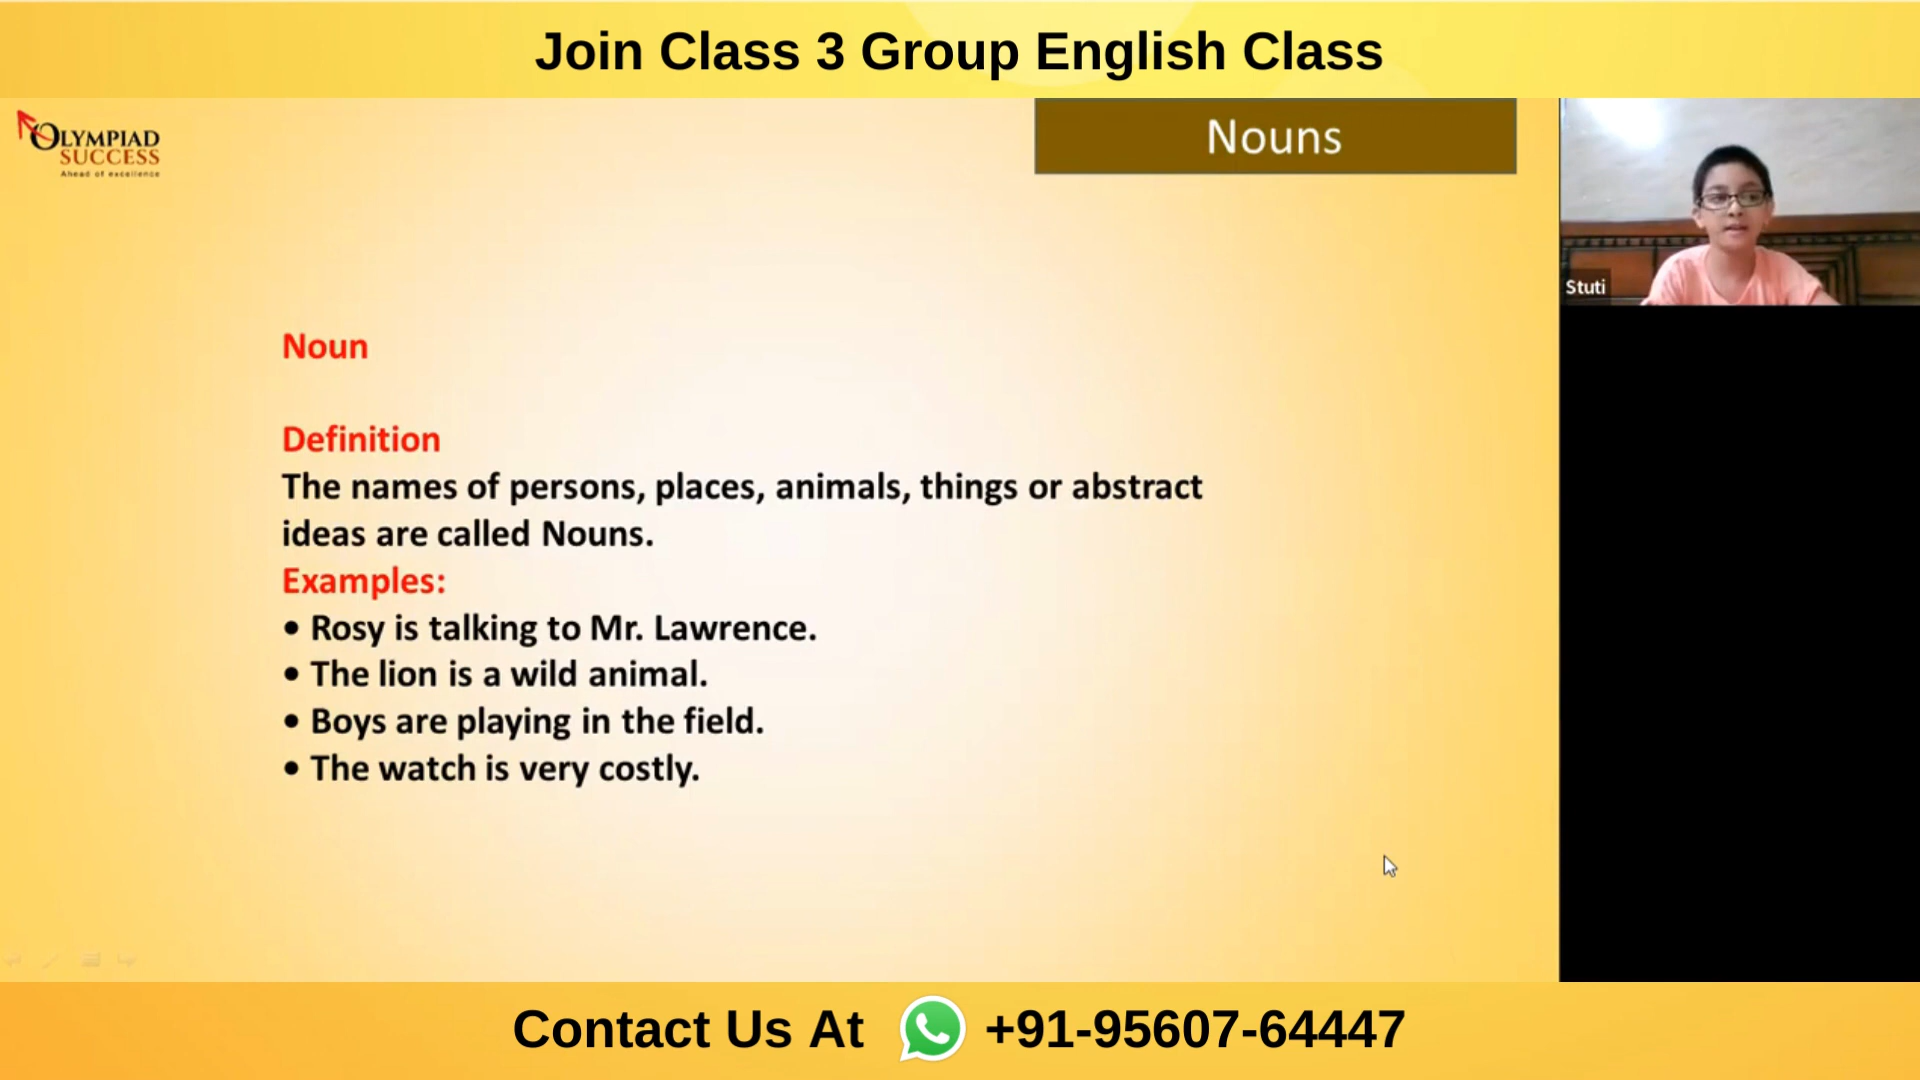 Join Class 3 Group English Class
OLYMPIAD
SUCCESS
Ahead of excellence
Nouns
Stuti
Noun
Definition
The names of persons, places, animals, things or abstract
ideas are called Nouns.
Examples:
• Rosy is talking to Mr. Lawrence.
• The lion is a wild animal.
• Boys are playing in the field.
• The watch is very costly.
Contact Us At +91-95607-64447